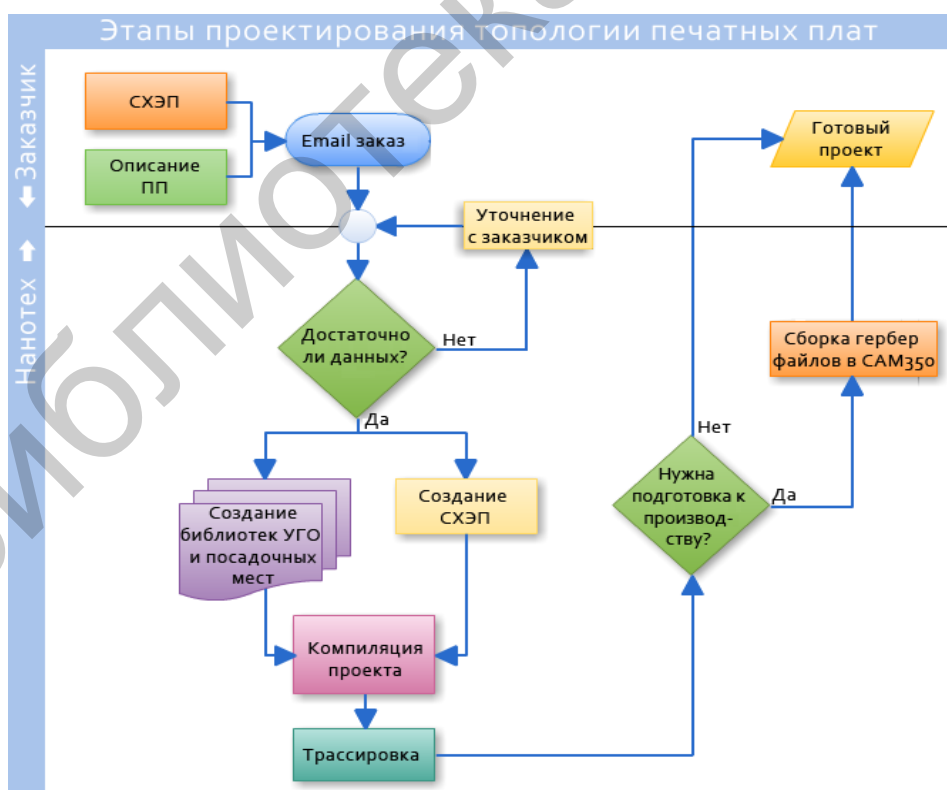 Этапы проектирования топологии печатных плат
Заказчик
Нанотех
СХЭП
Описание
ПП
Email заказ
Готовый
проект
Уточнение
с заказчиком
Достаточно
ли данных?
Нет
Да
Сборка гербер
файлов в CAM350
Нет
Нужна
подготовка к
производ-
ству?
Да
Создание
библиотек УГО
и посадочных
мест
Создание
СХЭП
Компиляция
проекта
Трассировка